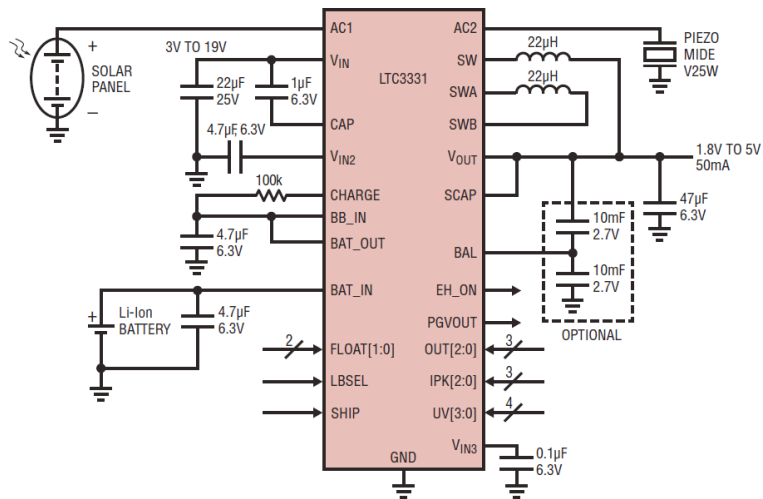 AC1
AC2
3V TO 19V
PIEZO
MIDE
V25W
+
SOLAR
PANEL
–
VIN
22µF
25V
1µF
6.3V
CAP
LTC3331
SW
22µH
SWA
22µH
SWB
4.7µF, 6.3V
VIN2
VOUT
1.8V TO 5V
50mA
100k
CHARGE
SCAP
BB_IN
4.7µF
6.3V
BAT_OUT
BAL
10mF
2.7V
10mF
2.7V
OPTIONAL
47µF
6.3V
BAT_IN
EH_ON
+
Li-Ion
BATTERY
4.7µF
6.3V
PGVOUT
2
FLOAT[1:0]
OUT[2:0]
3
LBSEL
IPK[2:0]
3
SHIP
UV[3:0]
4
VIN3
0.1µF
6.3V
GND